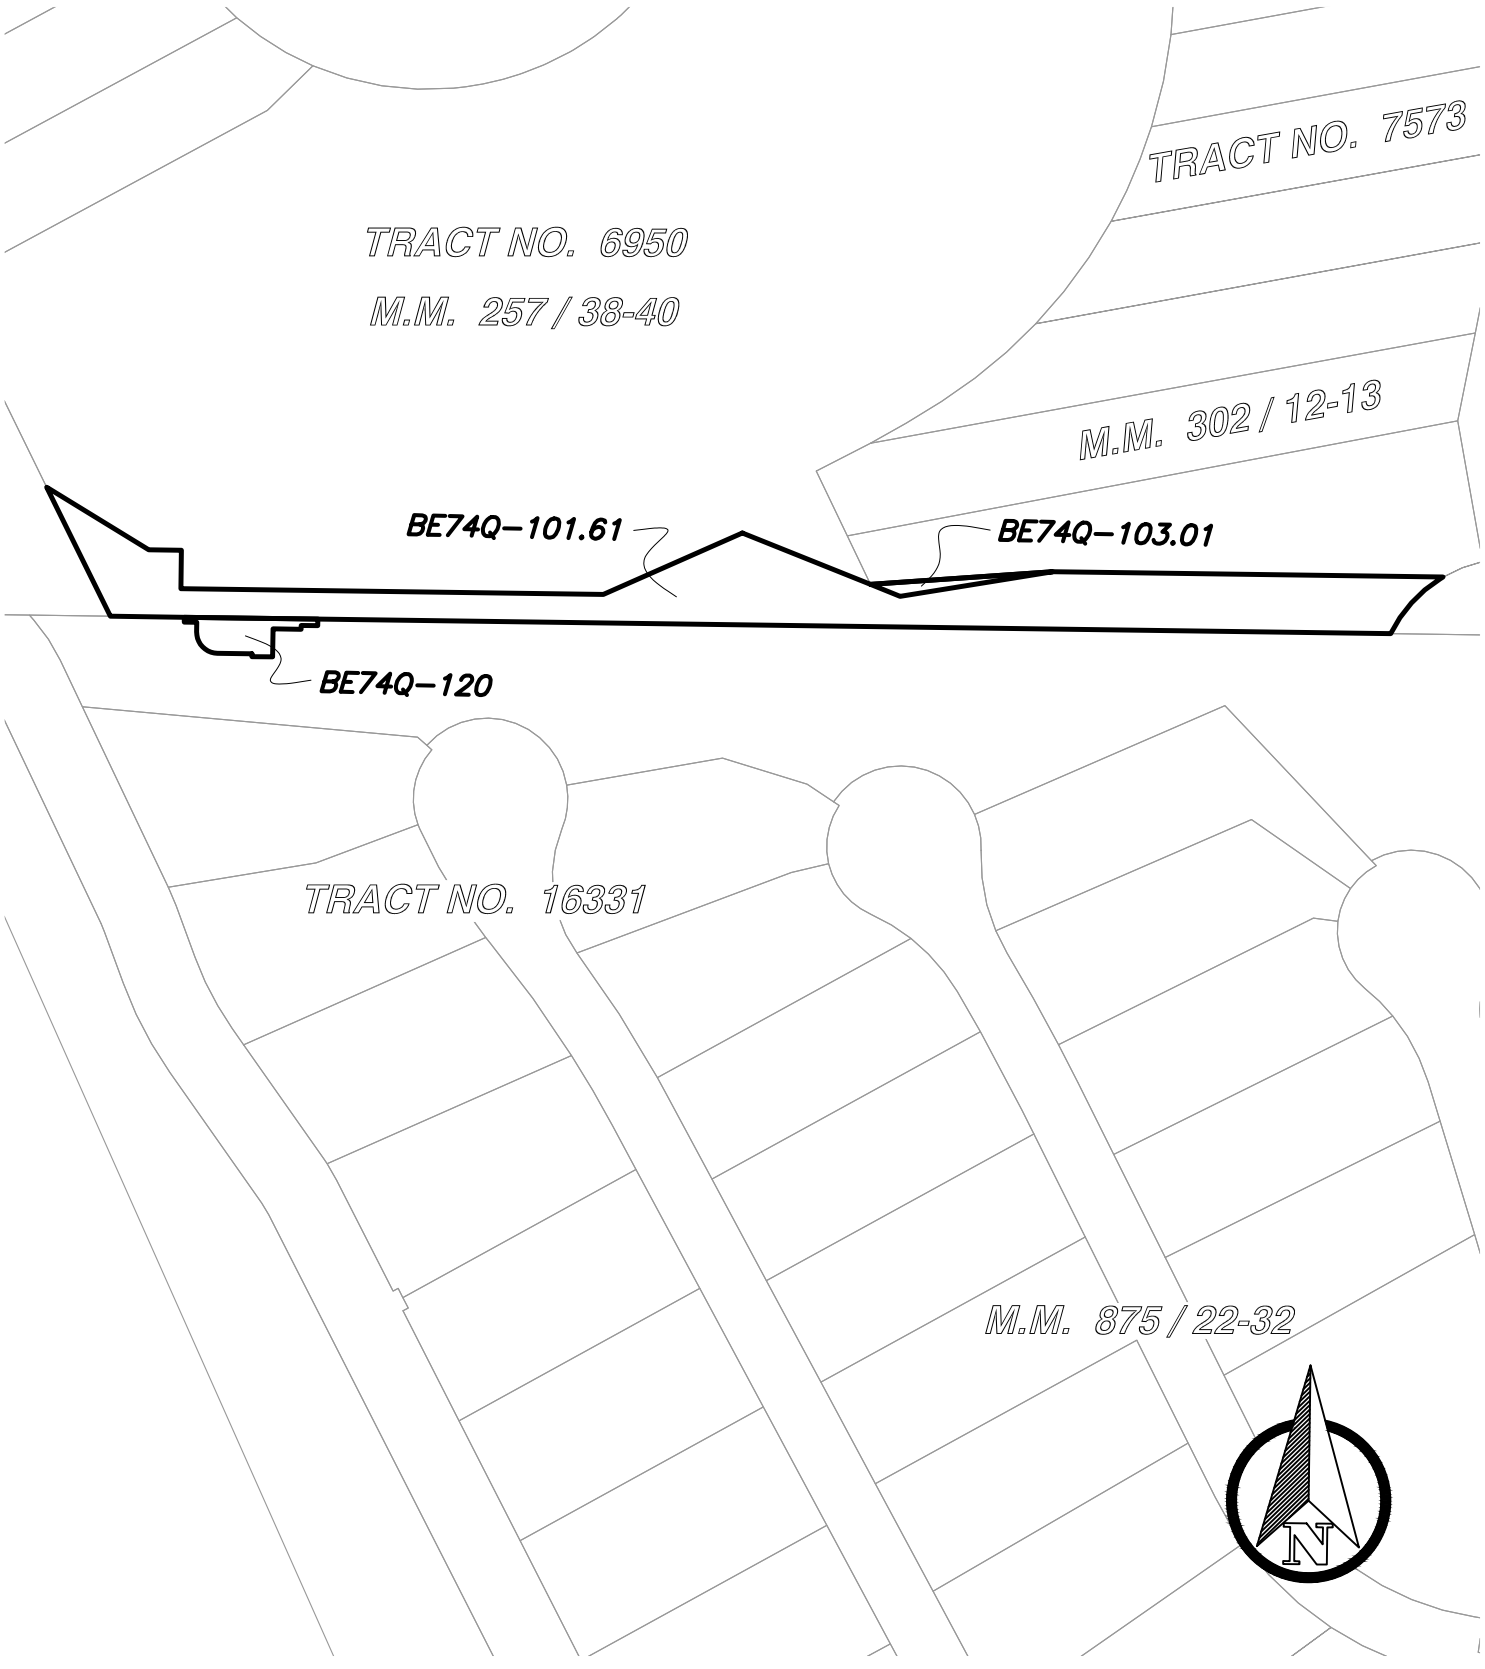 TRACT NO. 7573
TRACT NO. 6950
M.M. 257 / 38-40
M.M. 302 / 12-13
BE74Q-101.61
BE74Q-103.01
BE74Q-120
TRACT NO. 16331
M.M. 875 / 22-32
N